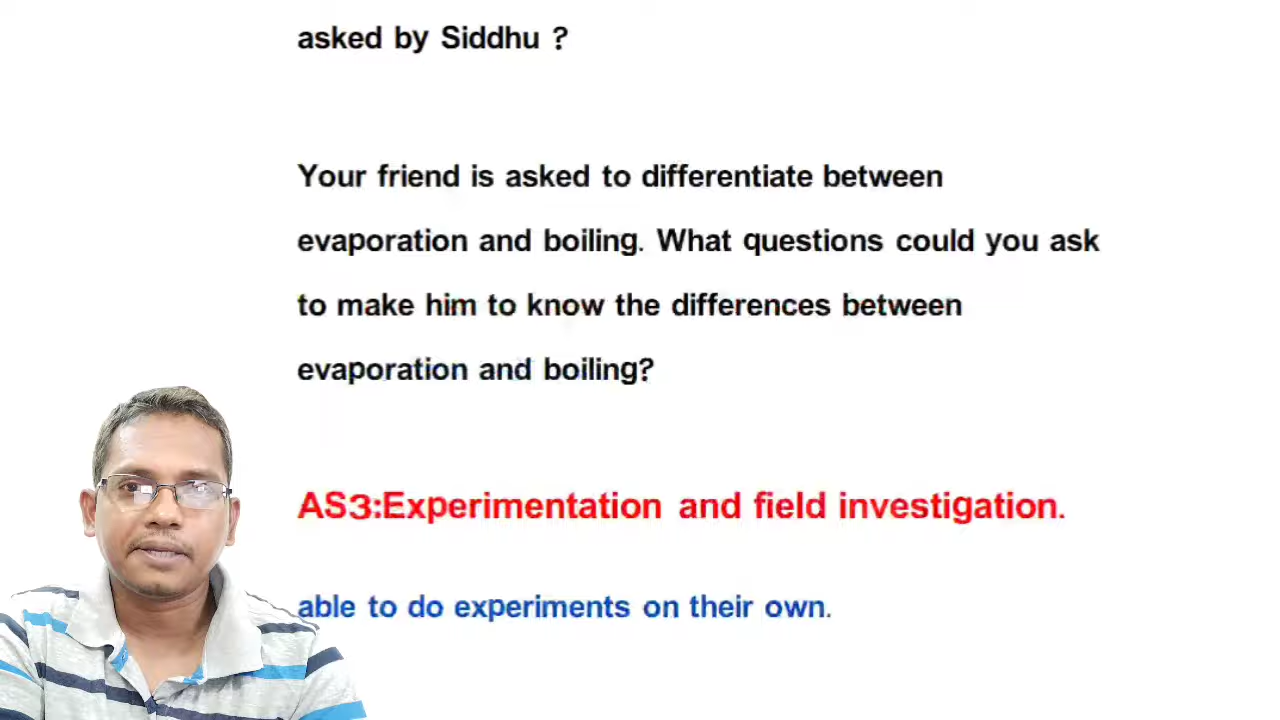 asked by Siddhu ?
Your friend is asked to differentiate between
evaporation and boiling. What questions could you ask
to make him to know the differences between
evaporation and boiling?
AS3:Experimentation and field investigation.
able to do experiments on their own.